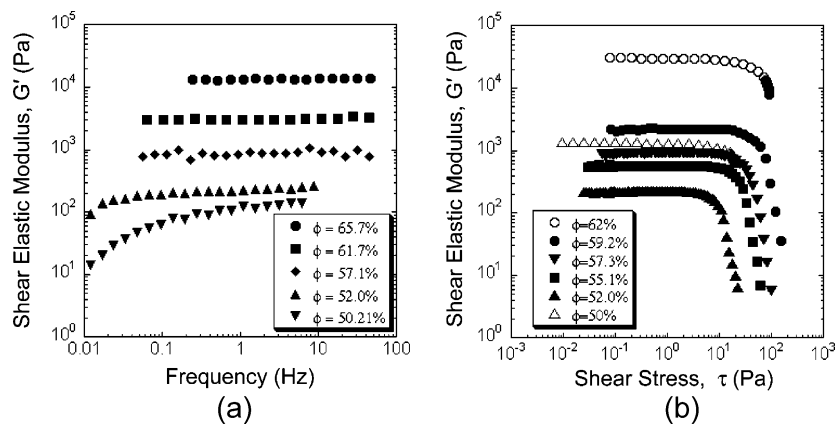 (a)
Shear Elastic Modulus, G' (Pa)
10^5
10^4
10^3
10^2
10^1
10^0
0.01
0.1
1
10
100
Frequency (Hz)
ϕ = 65.7%
ϕ = 61.7%
ϕ = 57.1%
ϕ = 52.0%
ϕ = 50.21%
(a)
(b)
Shear Elastic Modulus, G' (Pa)
10^5
10^4
10^3
10^2
10^1
10^0
10^-3
10^-2
10^-1
10^0
10^1
10^2
10^3
Shear Stress, τ (Pa)
ϕ=62%
ϕ=59.2%
ϕ=57.3%
ϕ=55.1%
ϕ=52.0%
ϕ=50%
(b)